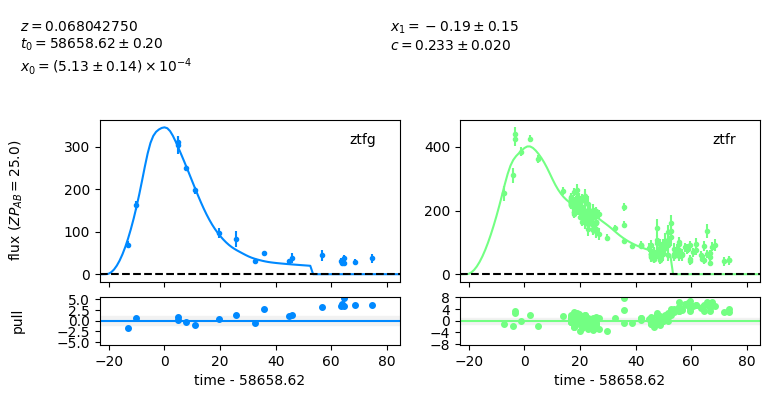 z = 0.068042750
t₀ = 58658.62 ± 0.20
x₀ = (5.13 ± 0.14) × 10⁻⁴
x₁ = −0.19 ± 0.15
c = 0.233 ± 0.020
flux (ZP_AB = 25.0)
ztfg
300
200
100
0
ztfr
400
200
0
pull
5.0
2.5
0.0
−2.5
−5.0
−20 0 20 40 60 80
time - 58658.62
8
4
0
−4
−8
−20 0 20 40 60 80
time - 58658.62